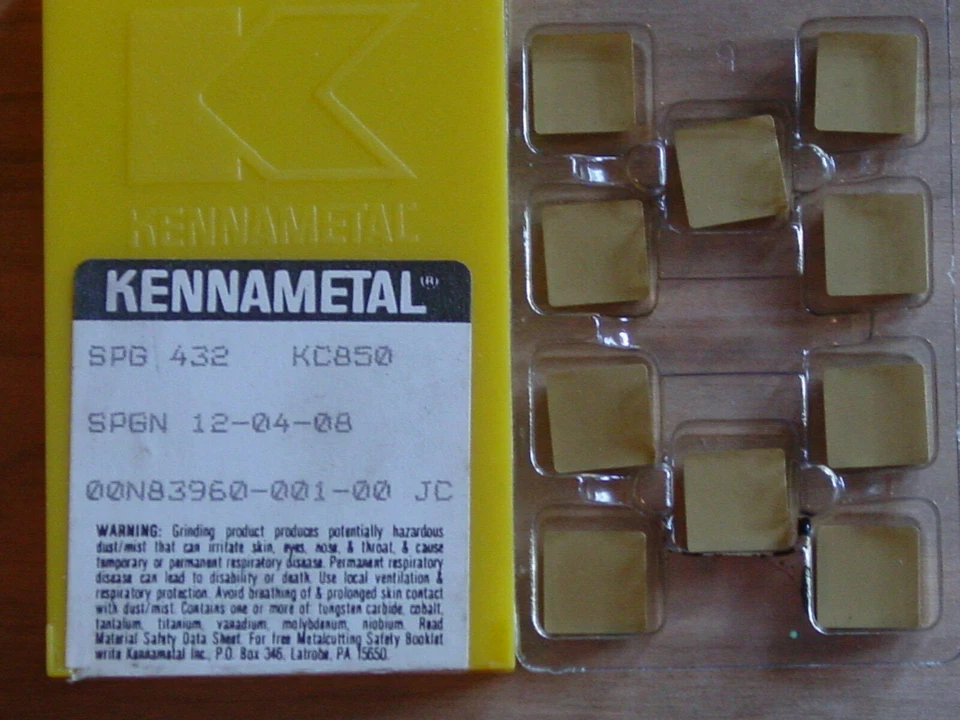 KENNAMETAL
KENNAMETAL(R)
SPG 432 KC850
SPGN 12-04-08
00N83960-001-00 JC
WARNING: Grinding product produces potentially hazardous
dust/mist that can irritate skin, eyes, nose, & throat, & cause
temporary or permanent respiratory disease. Permanent respiratory
disease can lead to disability or death. Use local ventilation &
respiratory protection. Avoid breathing of & prolonged skin contact
with dust/mist. Contains one or more of: tungsten carbide, cobalt,
tantalum, titanium, vanadium, molybdenum, niobium. Read
Material Safety Data Sheet. For free Metalcutting Safety Booklet
write Kennametal Inc., P.O. Box 346, Latrobe, PA 15650.